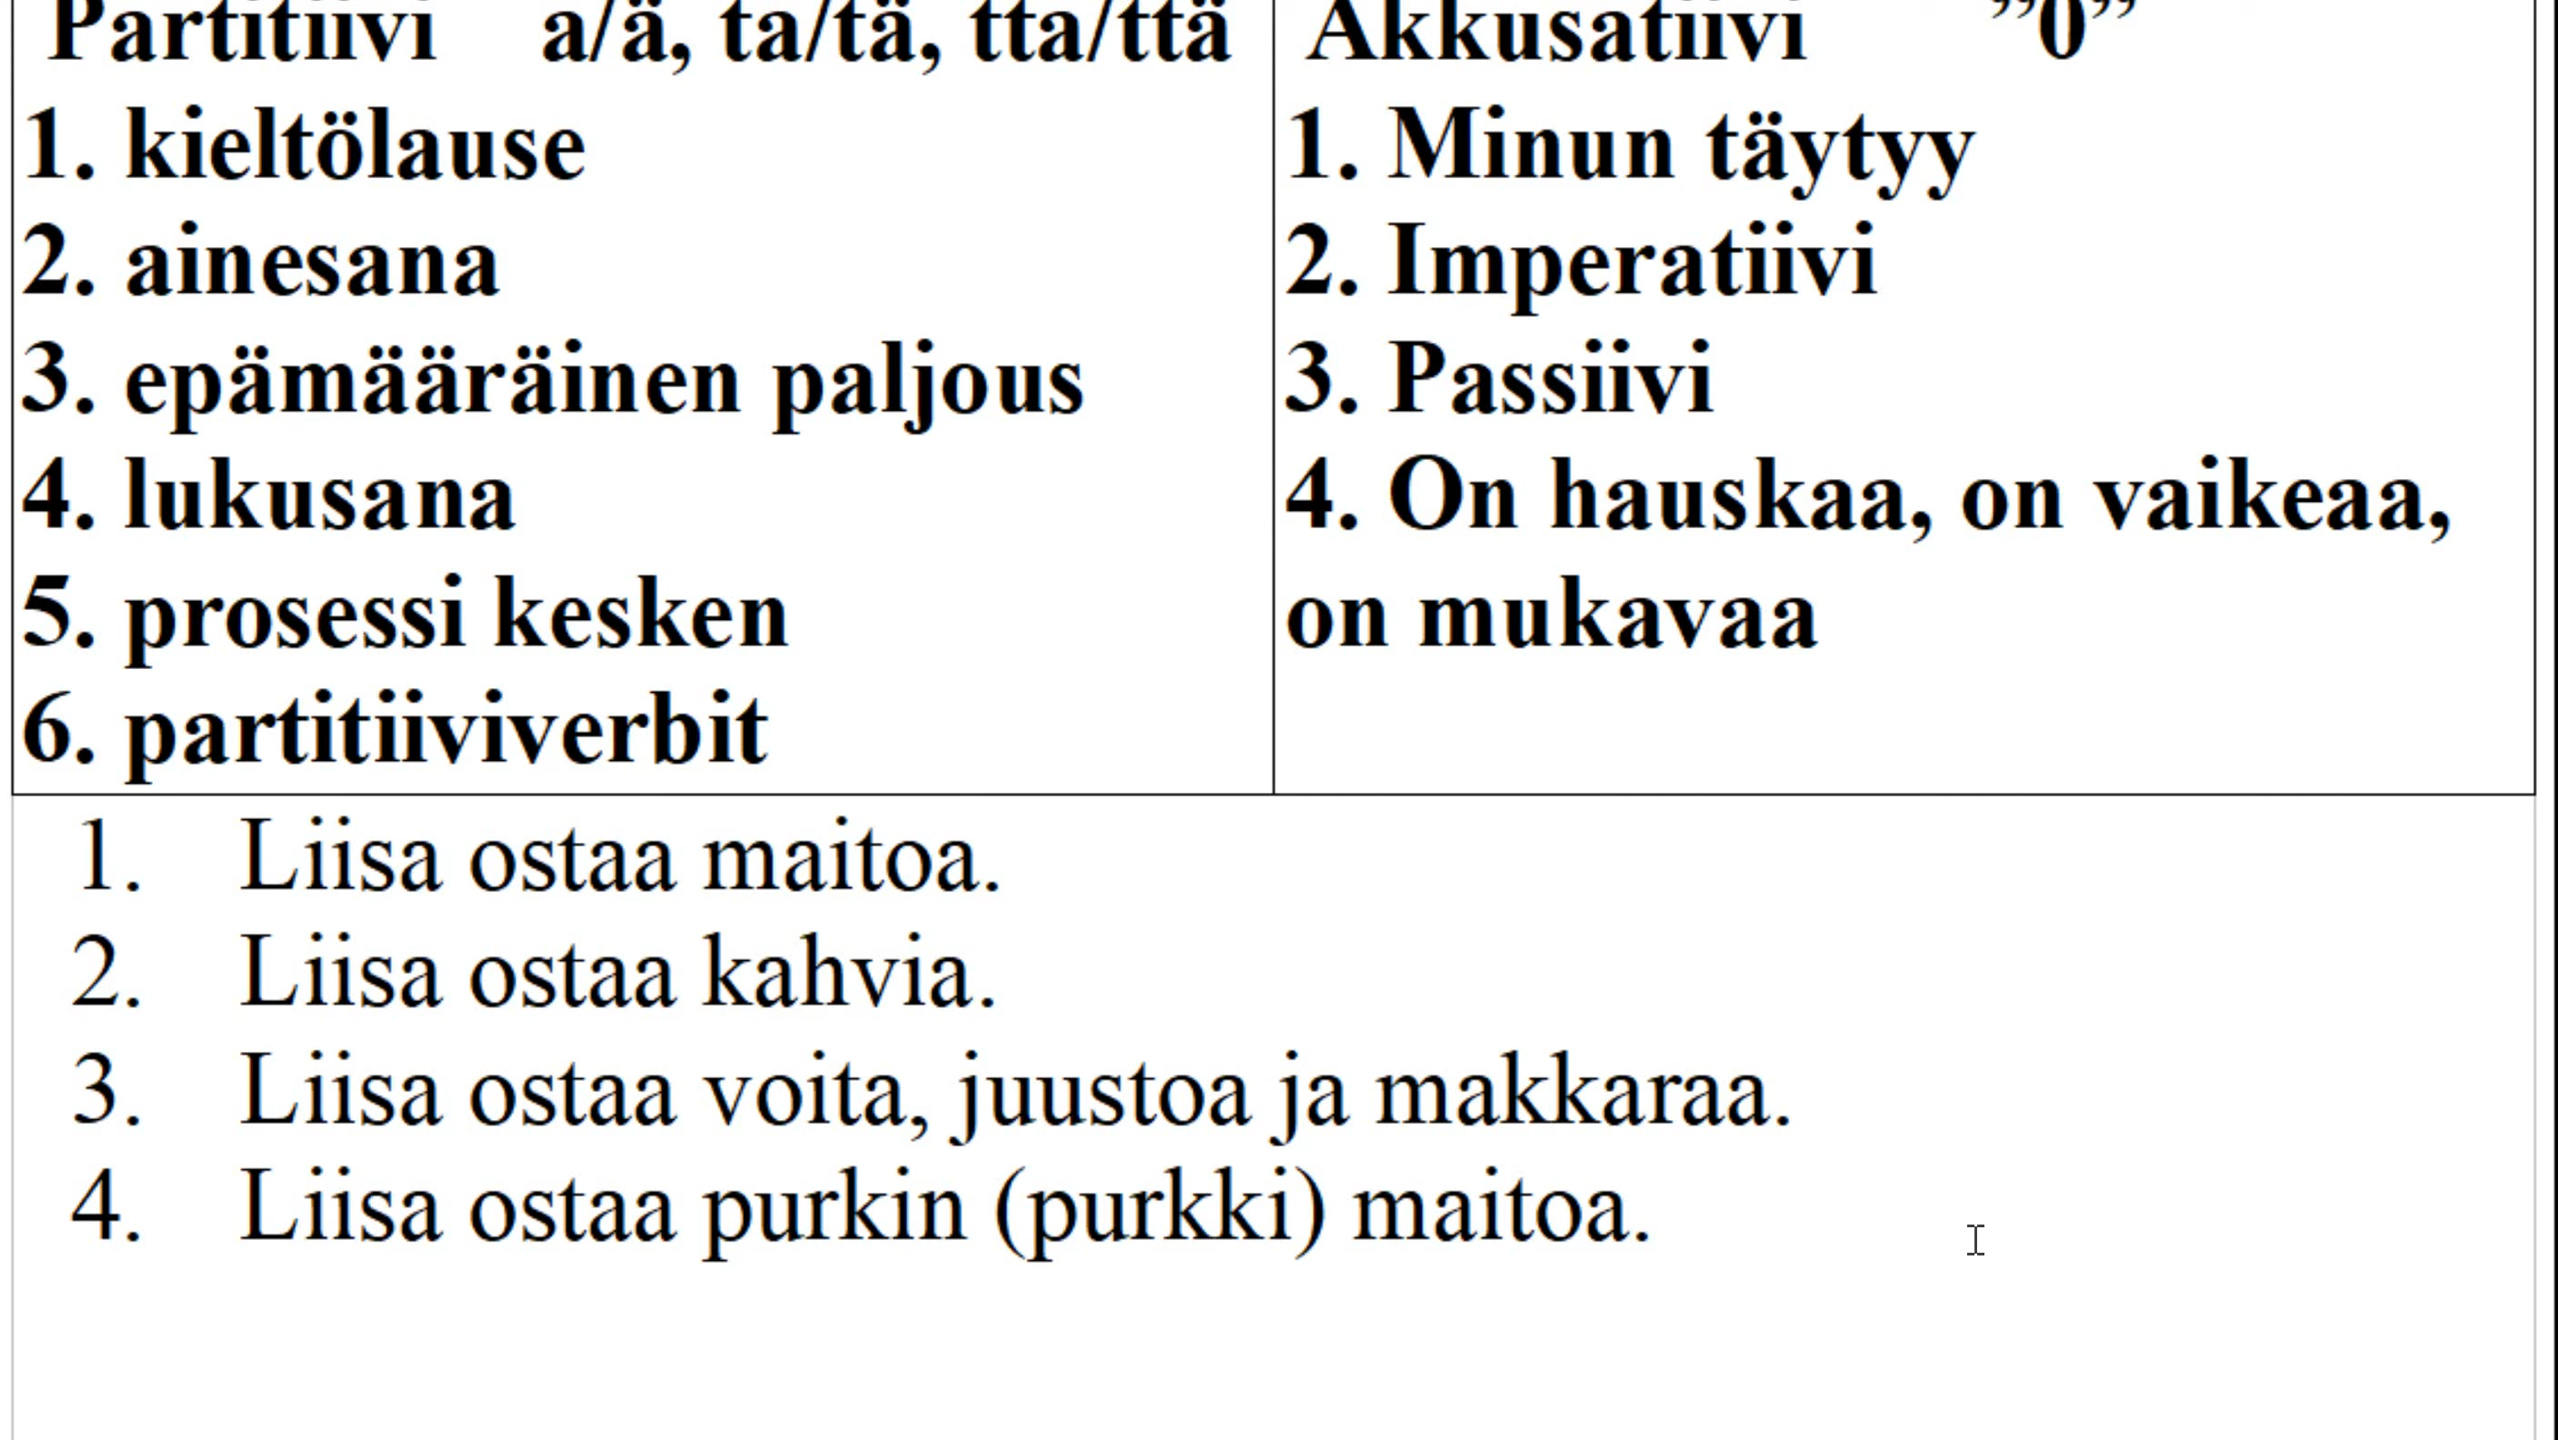 Partitiivi a/ä, ta/tä, tta/ttä
1. kieltölause
2. ainesana
3. epämääräinen paljous
4. lukusana
5. prosessi kesken
6. partitiiviverbit
Akkusatiivi ”0”
1. Minun täytyy
2. Imperatiivi
3. Passiivi
4. On hauskaa, on vaikeaa,
on mukavaa
1. Liisa ostaa maitoa.
2. Liisa ostaa kahvia.
3. Liisa ostaa voita, juustoa ja makkaraa.
4. Liisa ostaa purkin (purkki) maitoa.